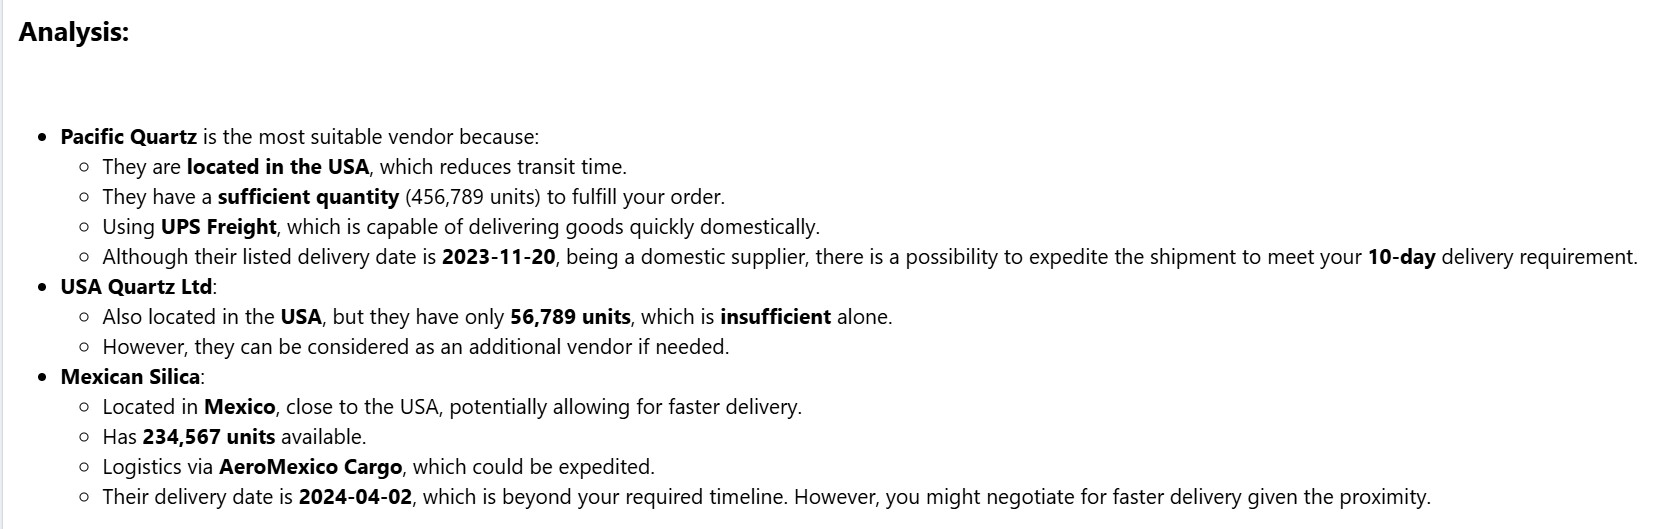 Analysis:
• Pacific Quartz is the most suitable vendor because:
○ They are located in the USA, which reduces transit time.
○ They have a sufficient quantity (456,789 units) to fulfill your order.
○ Using UPS Freight, which is capable of delivering goods quickly domestically.
○ Although their listed delivery date is 2023-11-20, being a domestic supplier, there is a possibility to expedite the shipment to meet your 10-day delivery requirement.
• USA Quartz Ltd:
○ Also located in the USA, but they have only 56,789 units, which is insufficient alone.
○ However, they can be considered as an additional vendor if needed.
• Mexican Silica:
○ Located in Mexico, close to the USA, potentially allowing for faster delivery.
○ Has 234,567 units available.
○ Logistics via AeroMexico Cargo, which could be expedited.
○ Their delivery date is 2024-04-02, which is beyond your required timeline. However, you might negotiate for faster delivery given the proximity.